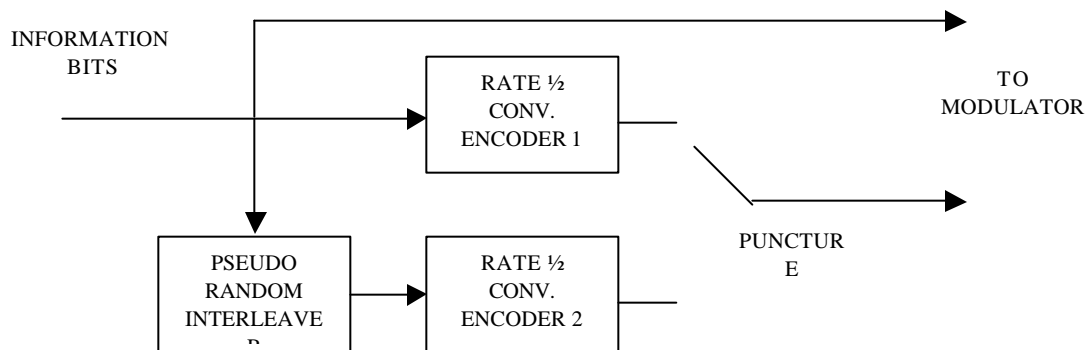 INFORMATION
BITS
RATE ½
CONV.
ENCODER 1
TO
MODULATOR
PUNCTUR
E
PSEUDO
RANDOM
INTERLEAVE
RATE ½
CONV.
ENCODER 2